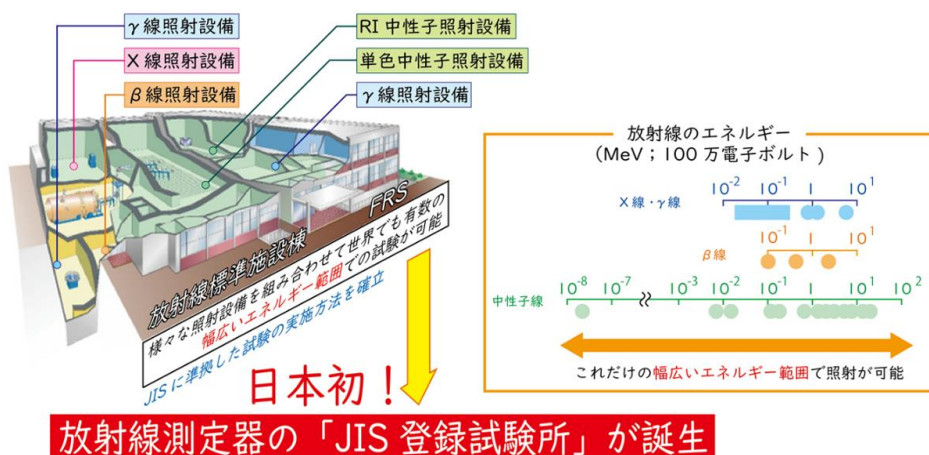 γ線照射設備
X線照射設備
β線照射設備
RI中性子照射設備
単色中性子照射設備
γ線照射設備
放射線標準施設棟 FRS
様々な照射設備を組み合わせて世界でも有数の
幅広いエネルギー範囲での試験が可能
JISに準拠した試験の実施方法を確立
日本初！
放射線測定器の「JIS登録試験所」が誕生
放射線のエネルギー
(MeV；100万電子ボルト)
10⁻² 10⁻¹ 1 10¹
X線・γ線
10⁻¹ 1 10¹
β線
中性子線
10⁻⁸ 10⁻⁷ 10⁻³ 10⁻² 10⁻¹ 1 10¹ 10²
これだけの幅広いエネルギー範囲で照射が可能